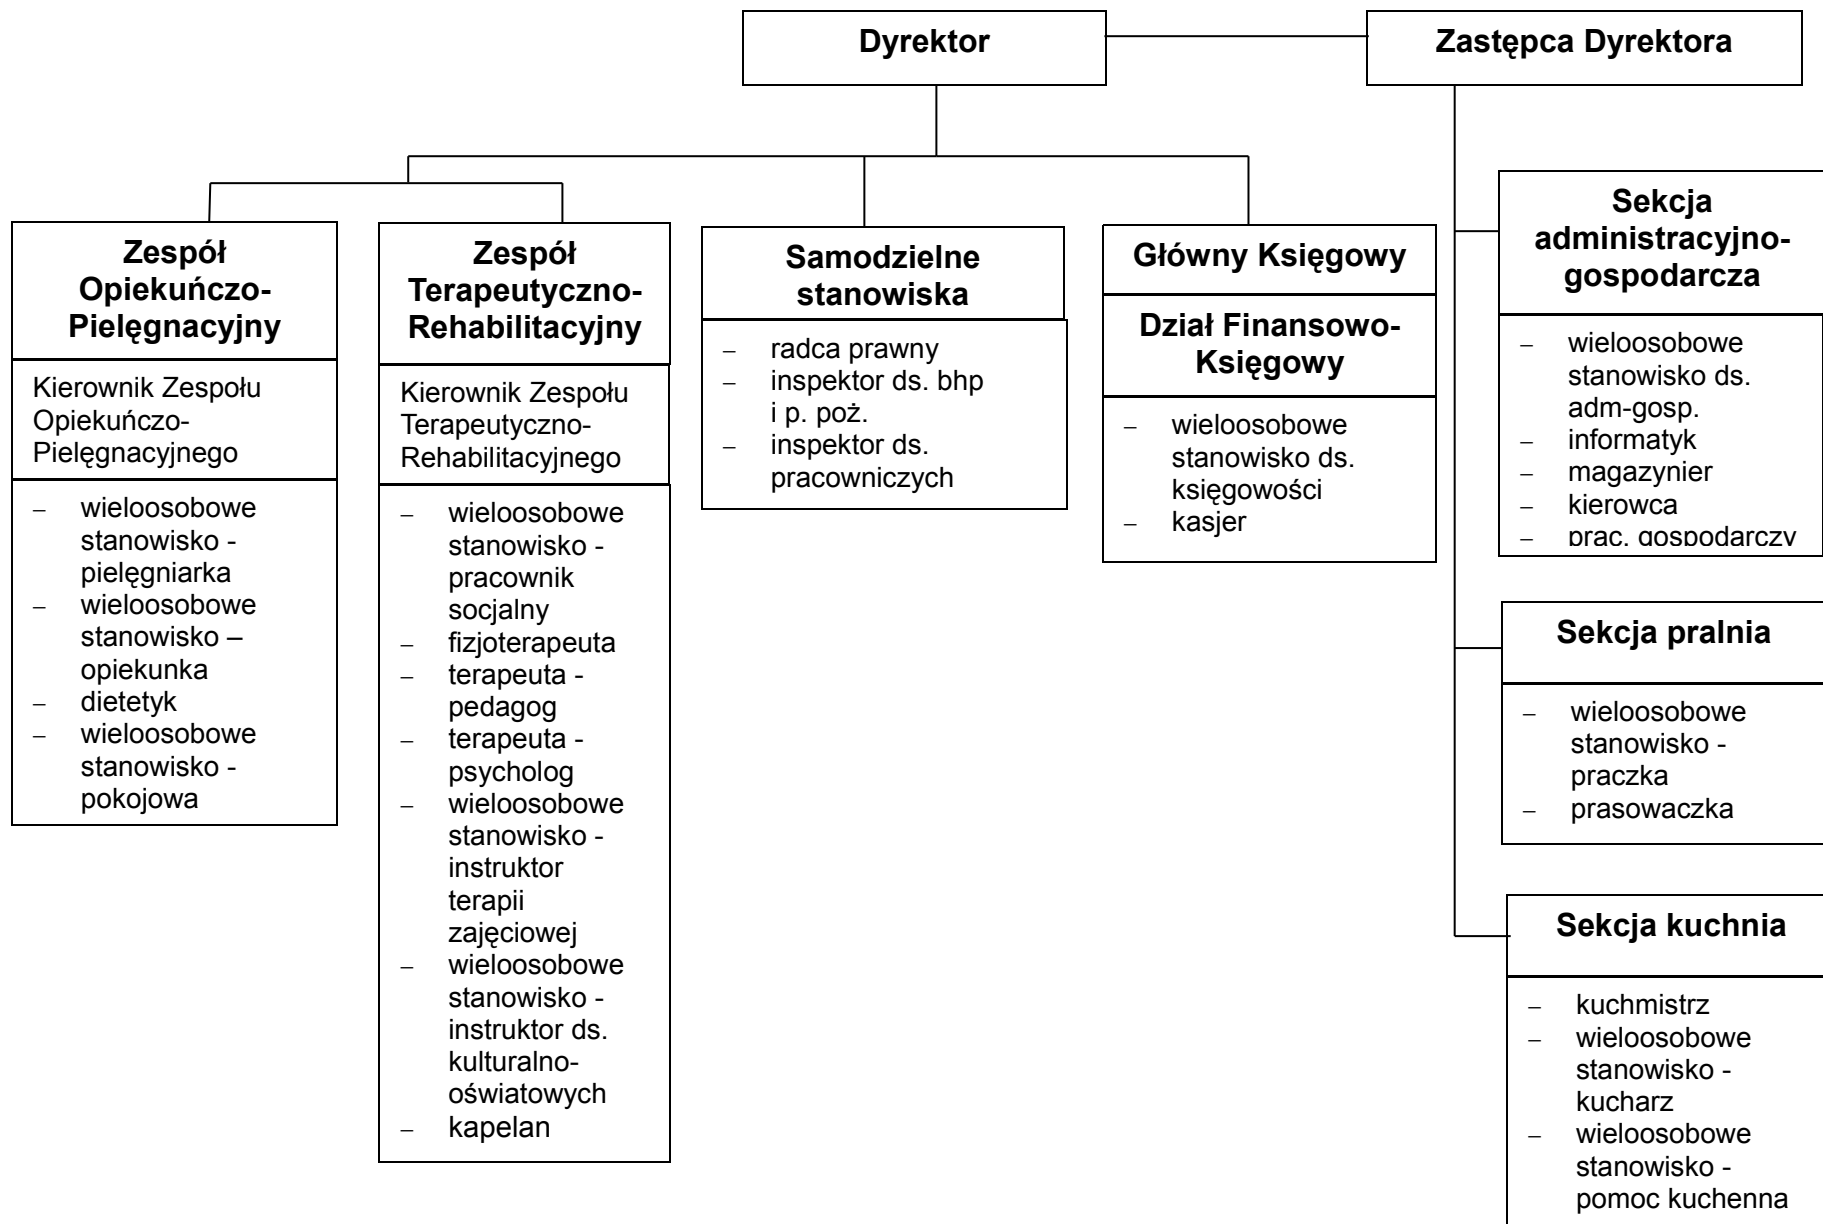 Dyrektor
Zastępca Dyrektora
Zespół
Opiekuńczo-
Pielęgnacyjny
Kierownik Zespołu
Opiekuńczo-
Pielęgnacyjnego
– wieloosobowe
stanowisko -
pielęgniarka
– wieloosobowe
stanowisko –
opiekunka
– dietetyk
– wieloosobowe
stanowisko -
pokojowa
Zespół
Terapeutyczno-
Rehabilitacyjny
Kierownik Zespołu
Terapeutyczno-
Rehabilitacyjnego
– wieloosobowe
stanowisko -
pracownik
socjalny
– fizjoterapeuta
– terapeuta -
pedagog
– terapeuta -
psycholog
– wieloosobowe
stanowisko -
instruktor
terapii
zajęciowej
– wieloosobowe
stanowisko -
instruktor ds.
kulturalno-
oświatowych
– kapelan
Samodzielne
stanowiska
– radca prawny
– inspektor ds. bhp
i p. poż.
– inspektor ds.
pracowniczych
Główny Księgowy
Dział Finansowo-
Księgowy
– wieloosobowe
stanowisko ds.
księgowości
– kasjer
Sekcja
administracyjno-
gospodarcza
– wieloosobowe
stanowisko ds.
adm-gosp.
– informatyk
– magazynier
– kierowca
– prac. gospodarczy
Sekcja pralnia
– wieloosobowe
stanowisko -
praczka
– prasowaczka
Sekcja kuchnia
– kuchmistrz
– wieloosobowe
stanowisko -
kucharz
– wieloosobowe
stanowisko -
pomoc kuchenna